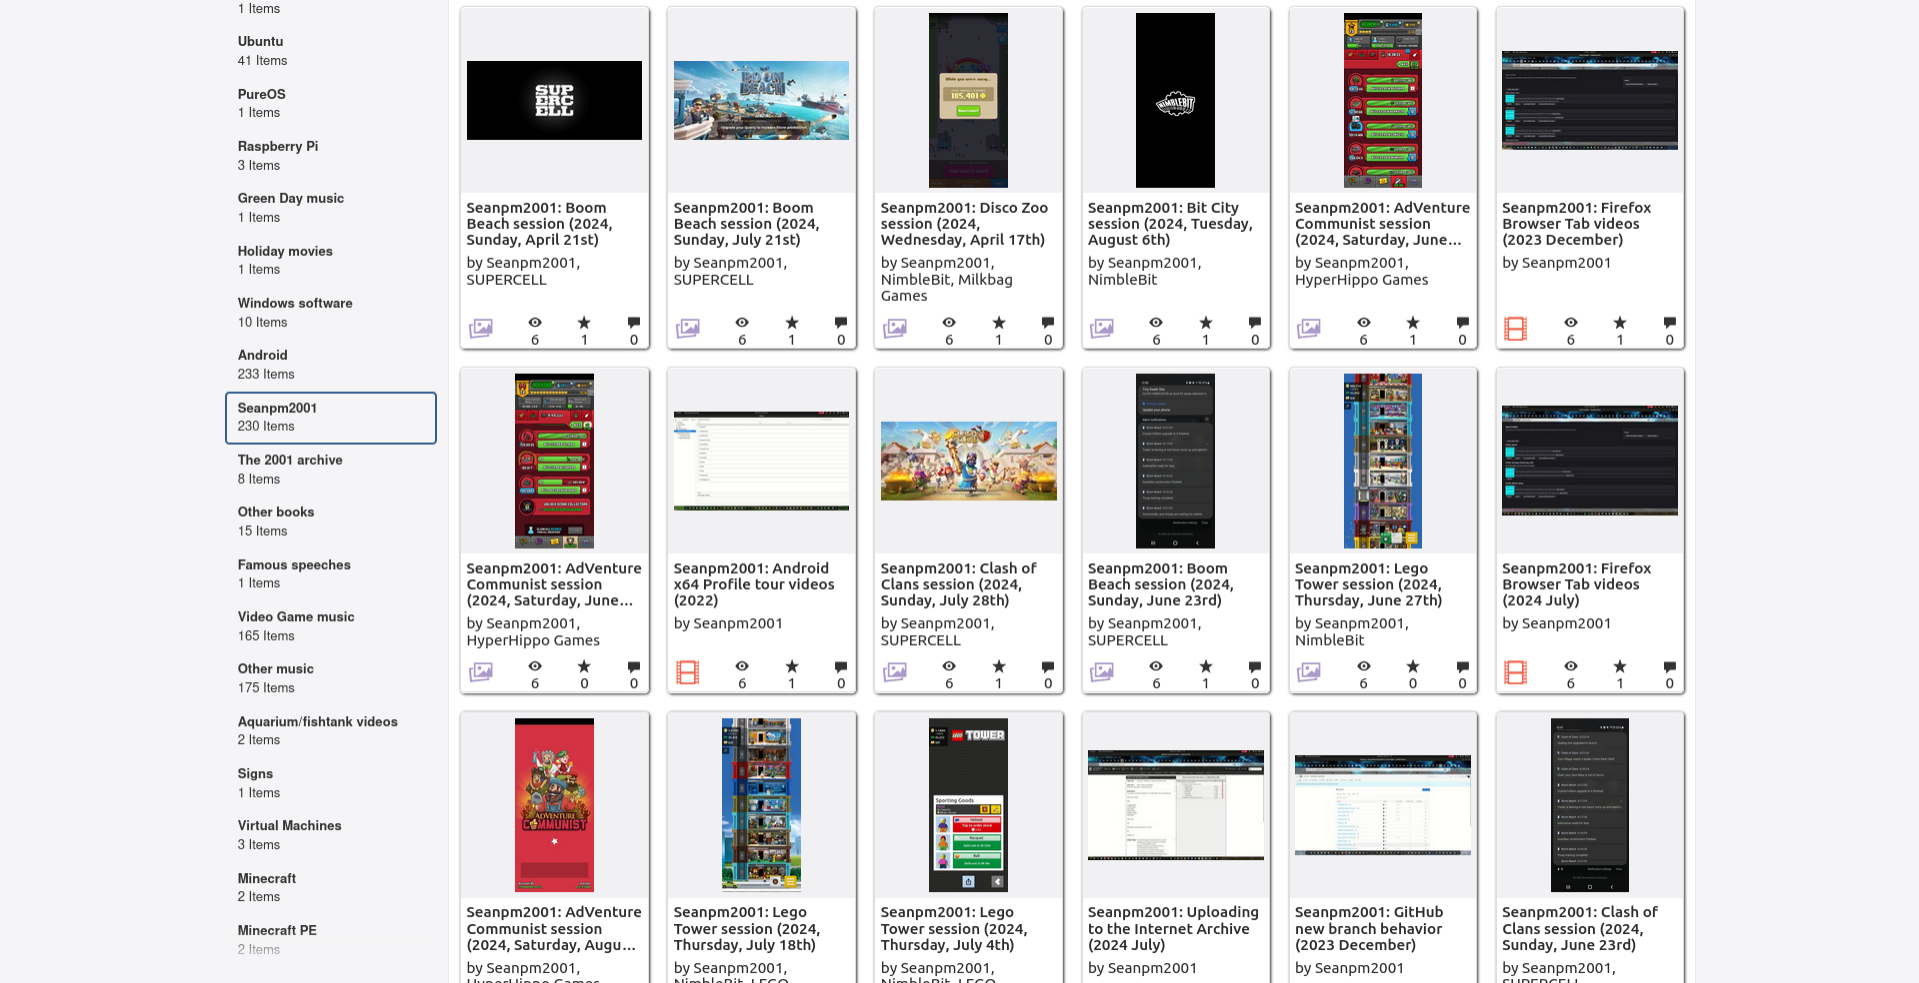 1 Items
Ubuntu
41 Items
PureOS
1 Items
Raspberry Pi
3 Items
Green Day music
1 Items
Holiday movies
1 Items
Windows software
10 Items
Android
233 Items
Seanpm2001
230 Items
The 2001 archive
8 Items
Other books
15 Items
Famous speeches
1 Items
Video Game music
165 Items
Other music
175 Items
Aquarium/fishtank videos
2 Items
Signs
1 Items
Virtual Machines
3 Items
Minecraft
2 Items
Minecraft PE
2 Items
SUP
ERC
ELL
Seanpm2001: Boom
Beach session (2024,
Sunday, April 21st)
by Seanpm2001,
SUPERCELL
6 1 0
BOOM
BEACH
Seanpm2001: Boom
Beach session (2024,
Sunday, July 21st)
by Seanpm2001,
SUPERCELL
6 1 0
185,401
Seanpm2001: Disco Zoo
session (2024,
Wednesday, April 17th)
by Seanpm2001,
NimbleBit, Milkbag
Games
6 1 0
NIMBLEBIT
Seanpm2001: Bit City
session (2024, Tuesday,
August 6th)
by Seanpm2001,
NimbleBit
6 1 0
Seanpm2001: AdVenture
Communist session
(2024, Saturday, June...
by Seanpm2001,
HyperHippo Games
6 1 0
Seanpm2001: Firefox
Browser Tab videos
(2023 December)
by Seanpm2001
6 1 0
Seanpm2001: AdVenture
Communist session
(2024, Saturday, June...
by Seanpm2001,
HyperHippo Games
6 0 0
Seanpm2001: Android
x64 Profile tour videos
(2022)
by Seanpm2001
6 1 0
Seanpm2001: Clash of
Clans session (2024,
Sunday, July 28th)
by Seanpm2001,
SUPERCELL
6 1 0
Seanpm2001: Boom
Beach session (2024,
Sunday, June 23rd)
by Seanpm2001,
SUPERCELL
6 1 0
Seanpm2001: Lego
Tower session (2024,
Thursday, June 27th)
by Seanpm2001,
NimbleBit
6 0 0
Seanpm2001: Firefox
Browser Tab videos
(2024 July)
by Seanpm2001
6 1 0
ADVENTURE
COMMUNIST
Seanpm2001: AdVenture
Communist session
(2024, Saturday, Augu...
by Seanpm2001,
HyperHippo Games
Seanpm2001: Lego
Tower session (2024,
Thursday, July 18th)
by Seanpm2001,
NimbleBit, LEGO
LEGO TOWER
Sporting Goods
Seanpm2001: Lego
Tower session (2024,
Thursday, July 4th)
by Seanpm2001,
NimbleBit, LEGO
Seanpm2001: Uploading
to the Internet Archive
(2024 July)
by Seanpm2001
Seanpm2001: GitHub
new branch behavior
(2023 December)
by Seanpm2001
Seanpm2001: Clash of
Clans session (2024,
Sunday, June 23rd)
by Seanpm2001,
SUPERCELL